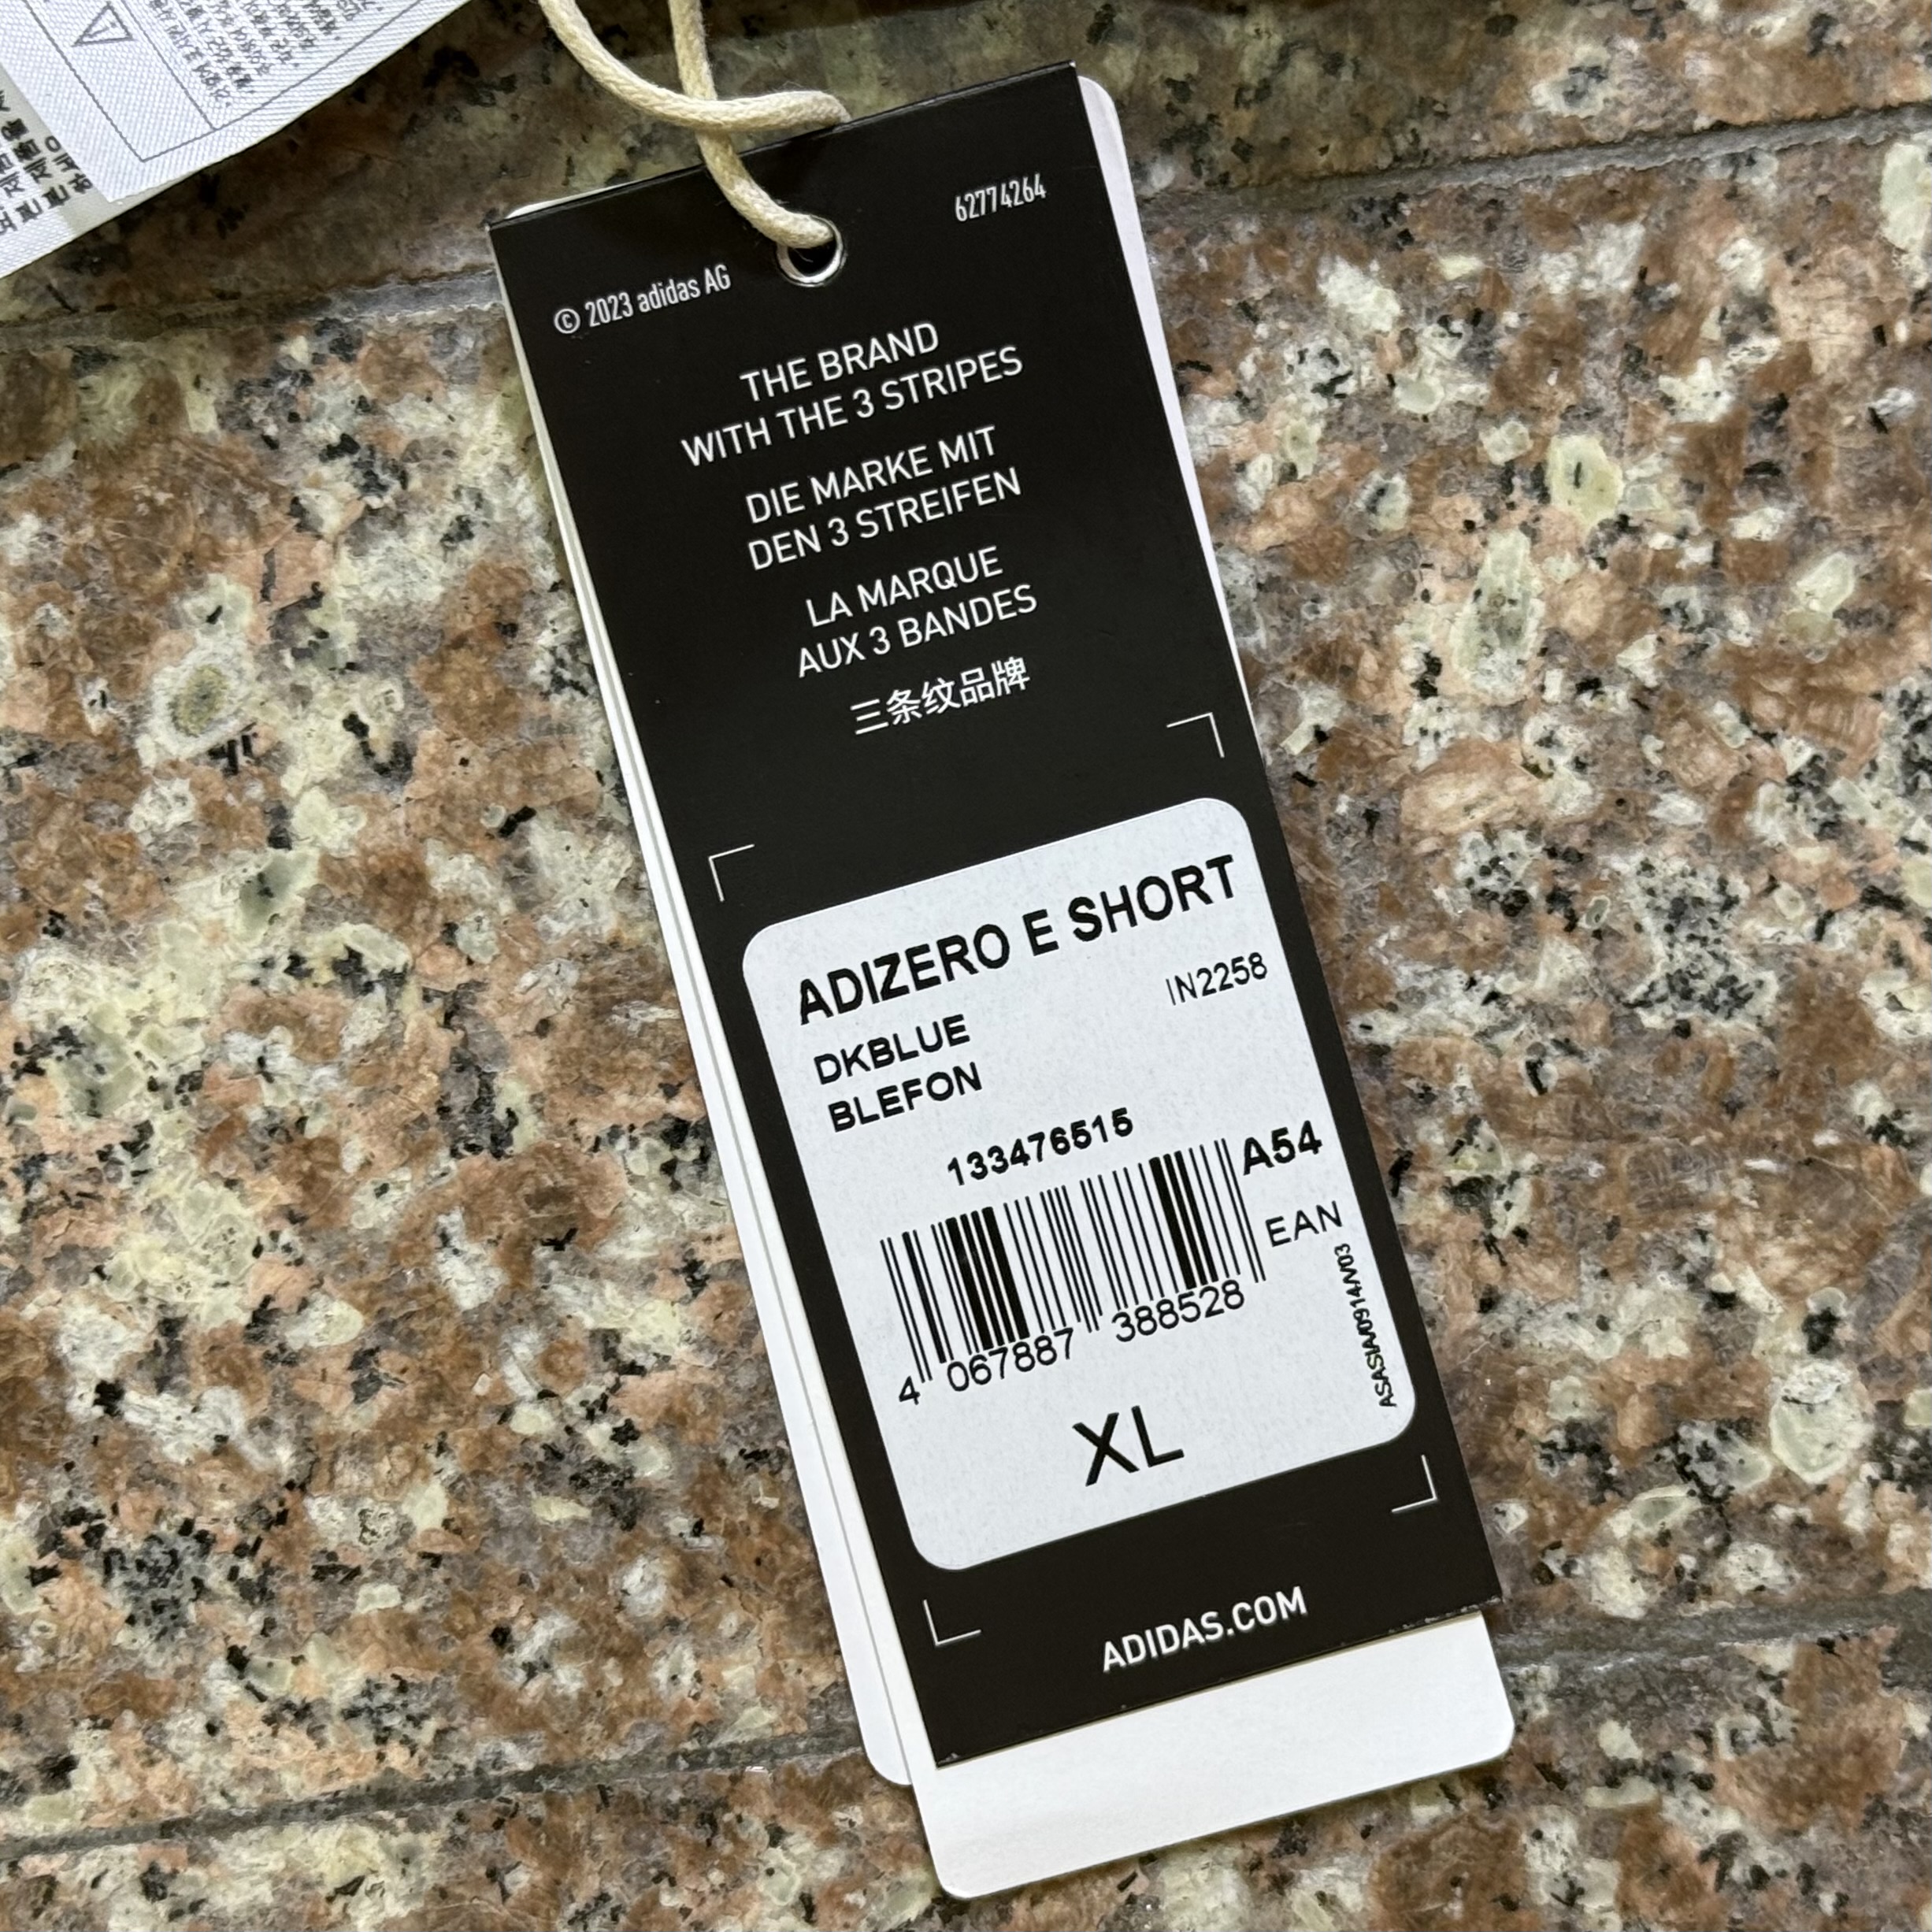 62774264
© 2023 adidas AG
THE BRAND
WITH THE 3 STRIPES
DIE MARKE MIT
DEN 3 STREIFEN
LA MARQUE
AUX 3 BANDES
三条纹品牌
ADIZERO E SHORT
IN2258
DKBLUE
BLEFON
133476515
A54
EAN
4 067887 388528
ASASIA/0914/V03
XL
ADIDAS.COM